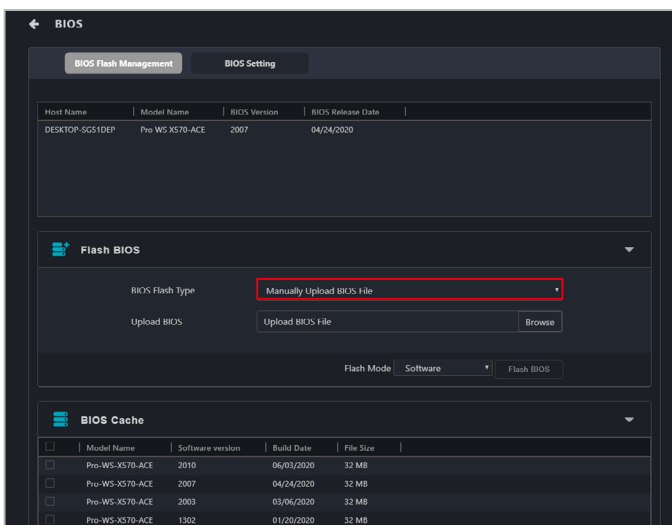 BIOS
BIOS Flash Management BIOS Setting
Host Name Model Name BIOS Version BIOS Release Date
DESKTOP-SG51DEP Pro WS X570-ACE 2007 04/24/2020
Flash BIOS
BIOS Flash Type Manually Upload BIOS File
Upload BIOS Upload BIOS File Browse
Flash Mode Software Flash BIOS
BIOS Cache
Model Name Software version Build Date File Size
Pro-WS-X570-ACE 2010 06/03/2020 32 MB
Pro-WS-X570-ACE 2007 04/24/2020 32 MB
Pro-WS-X570-ACE 2003 03/06/2020 32 MB
Pro-WS-X570-ACE 1302 01/20/2020 32 MB